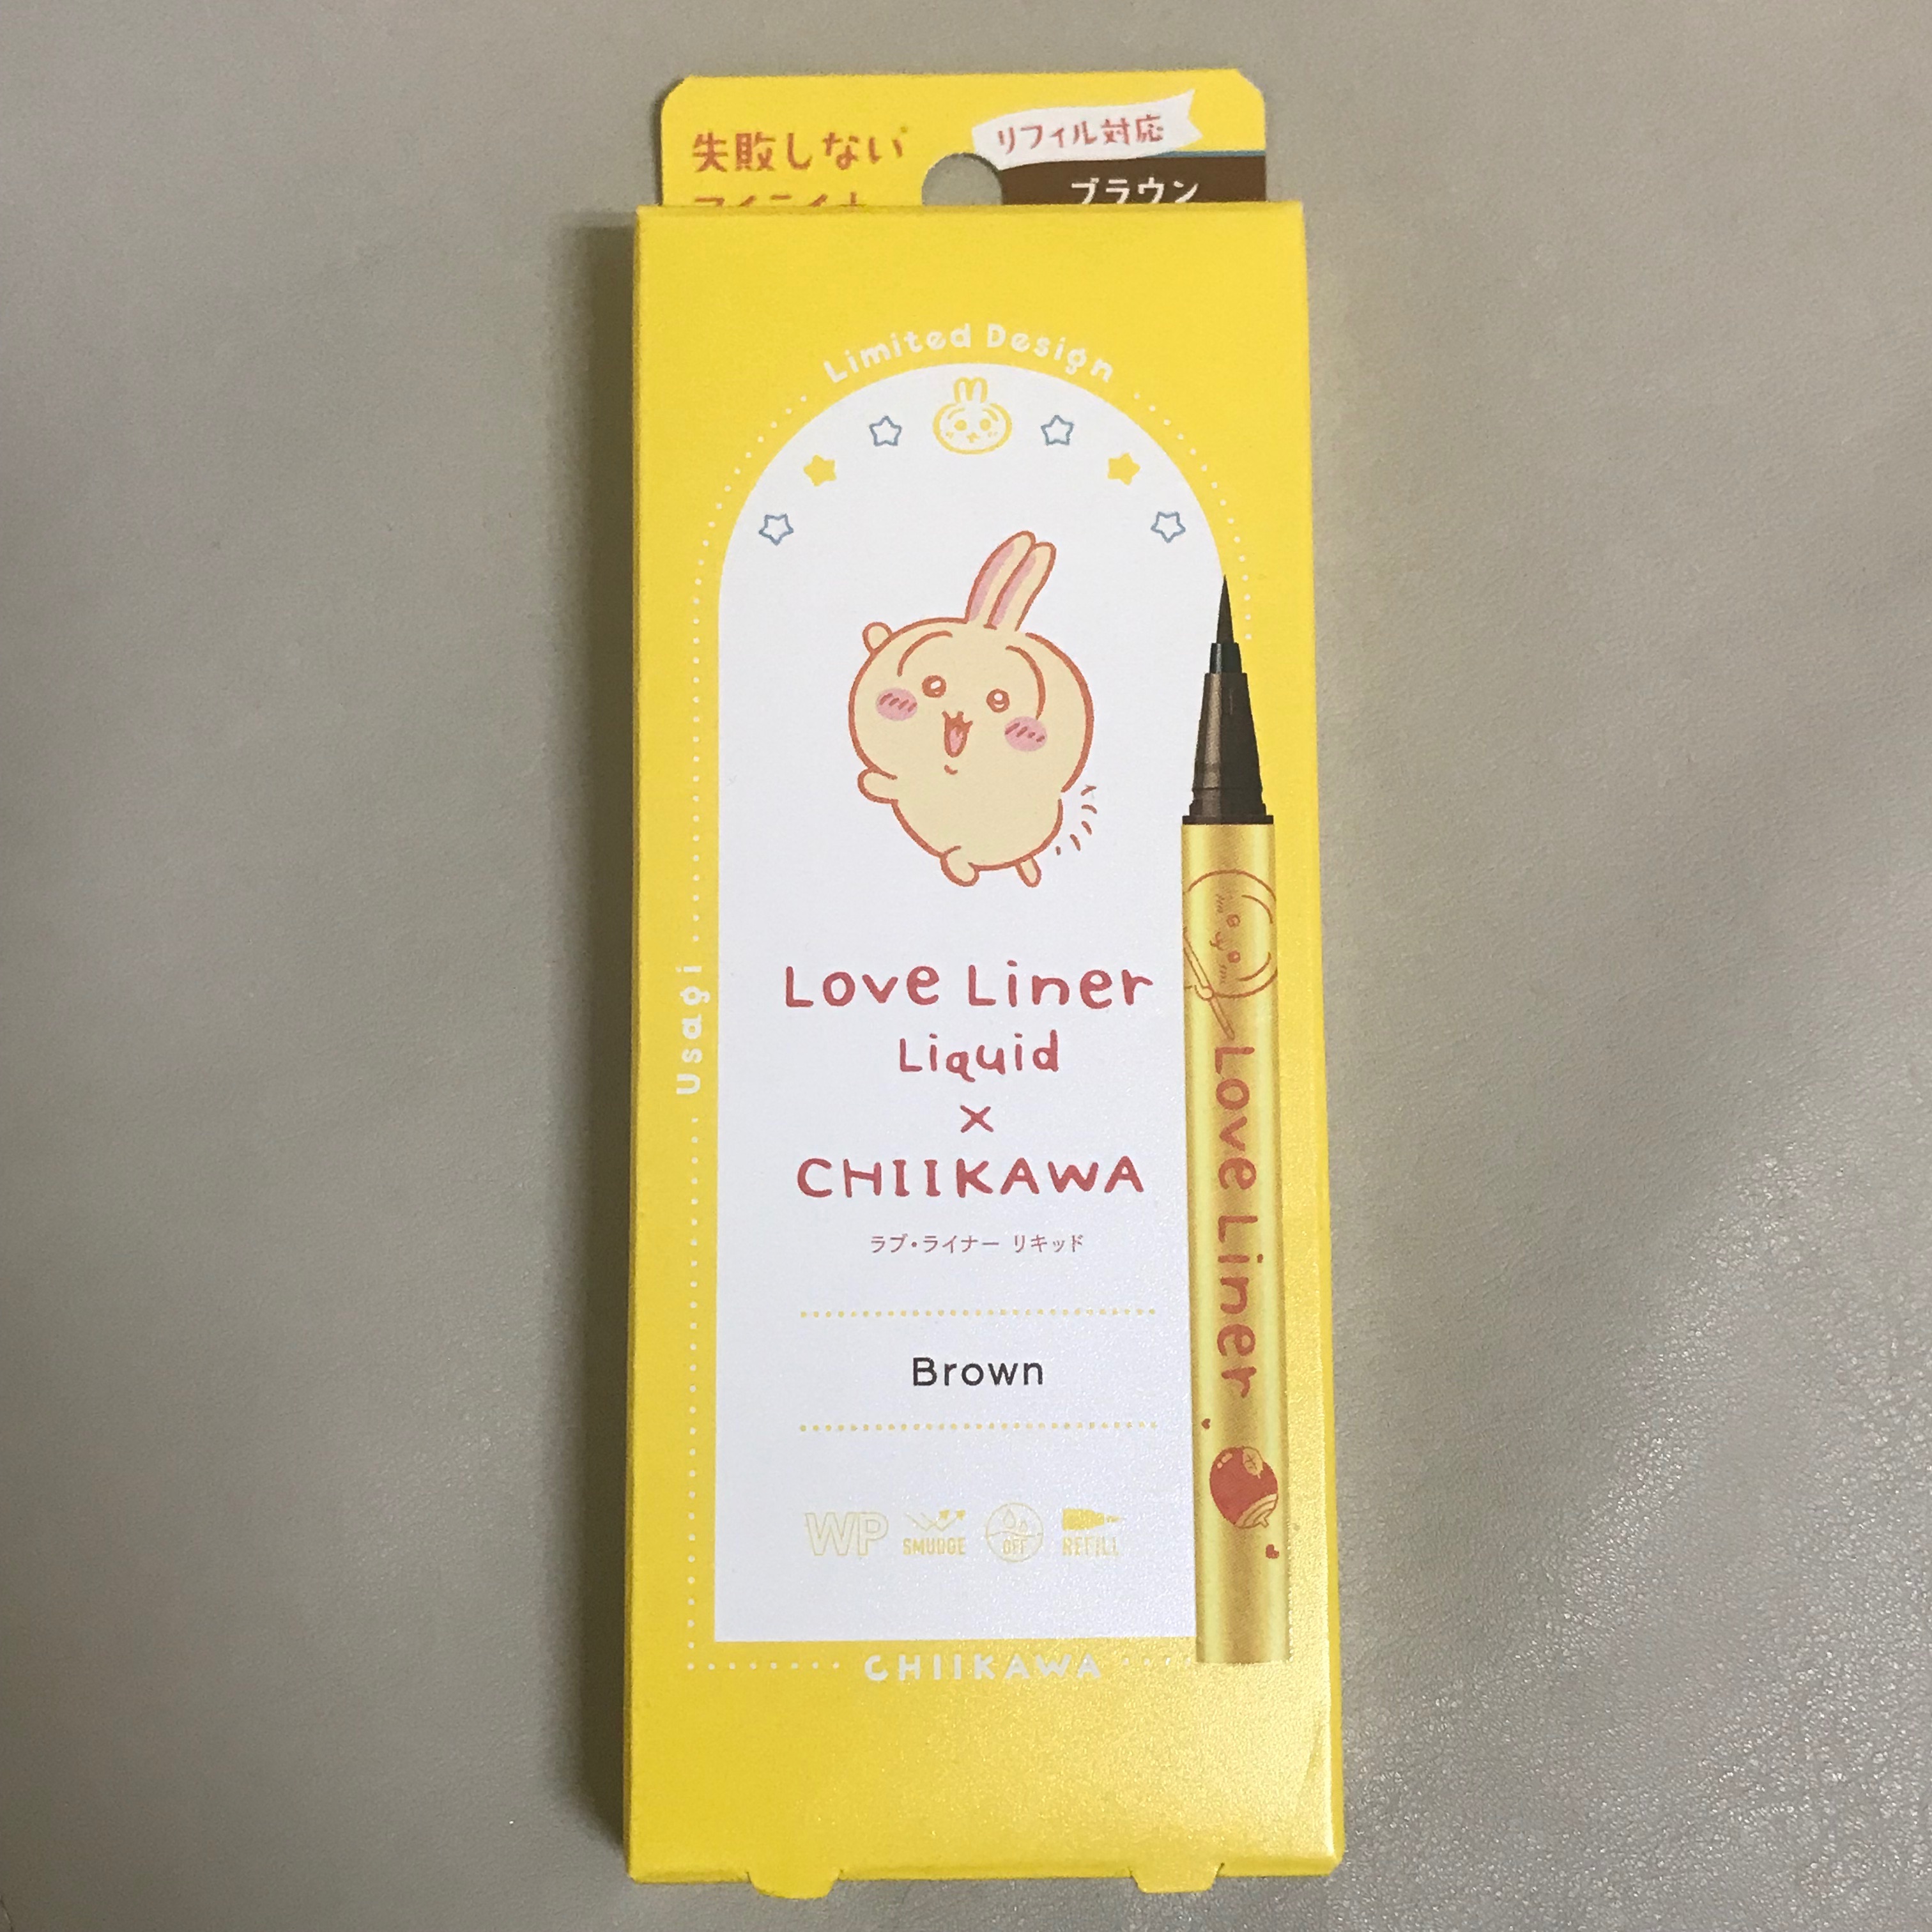 失敗しない
リフィル対応
ブラウン
Limited Design
Usagi
Love Liner
Liquid
×
CHIIKAWA
ラブ・ライナー リキッド
Brown
WP
SMUDGE
OFF
REFILL
Love Liner
CHIIKAWA